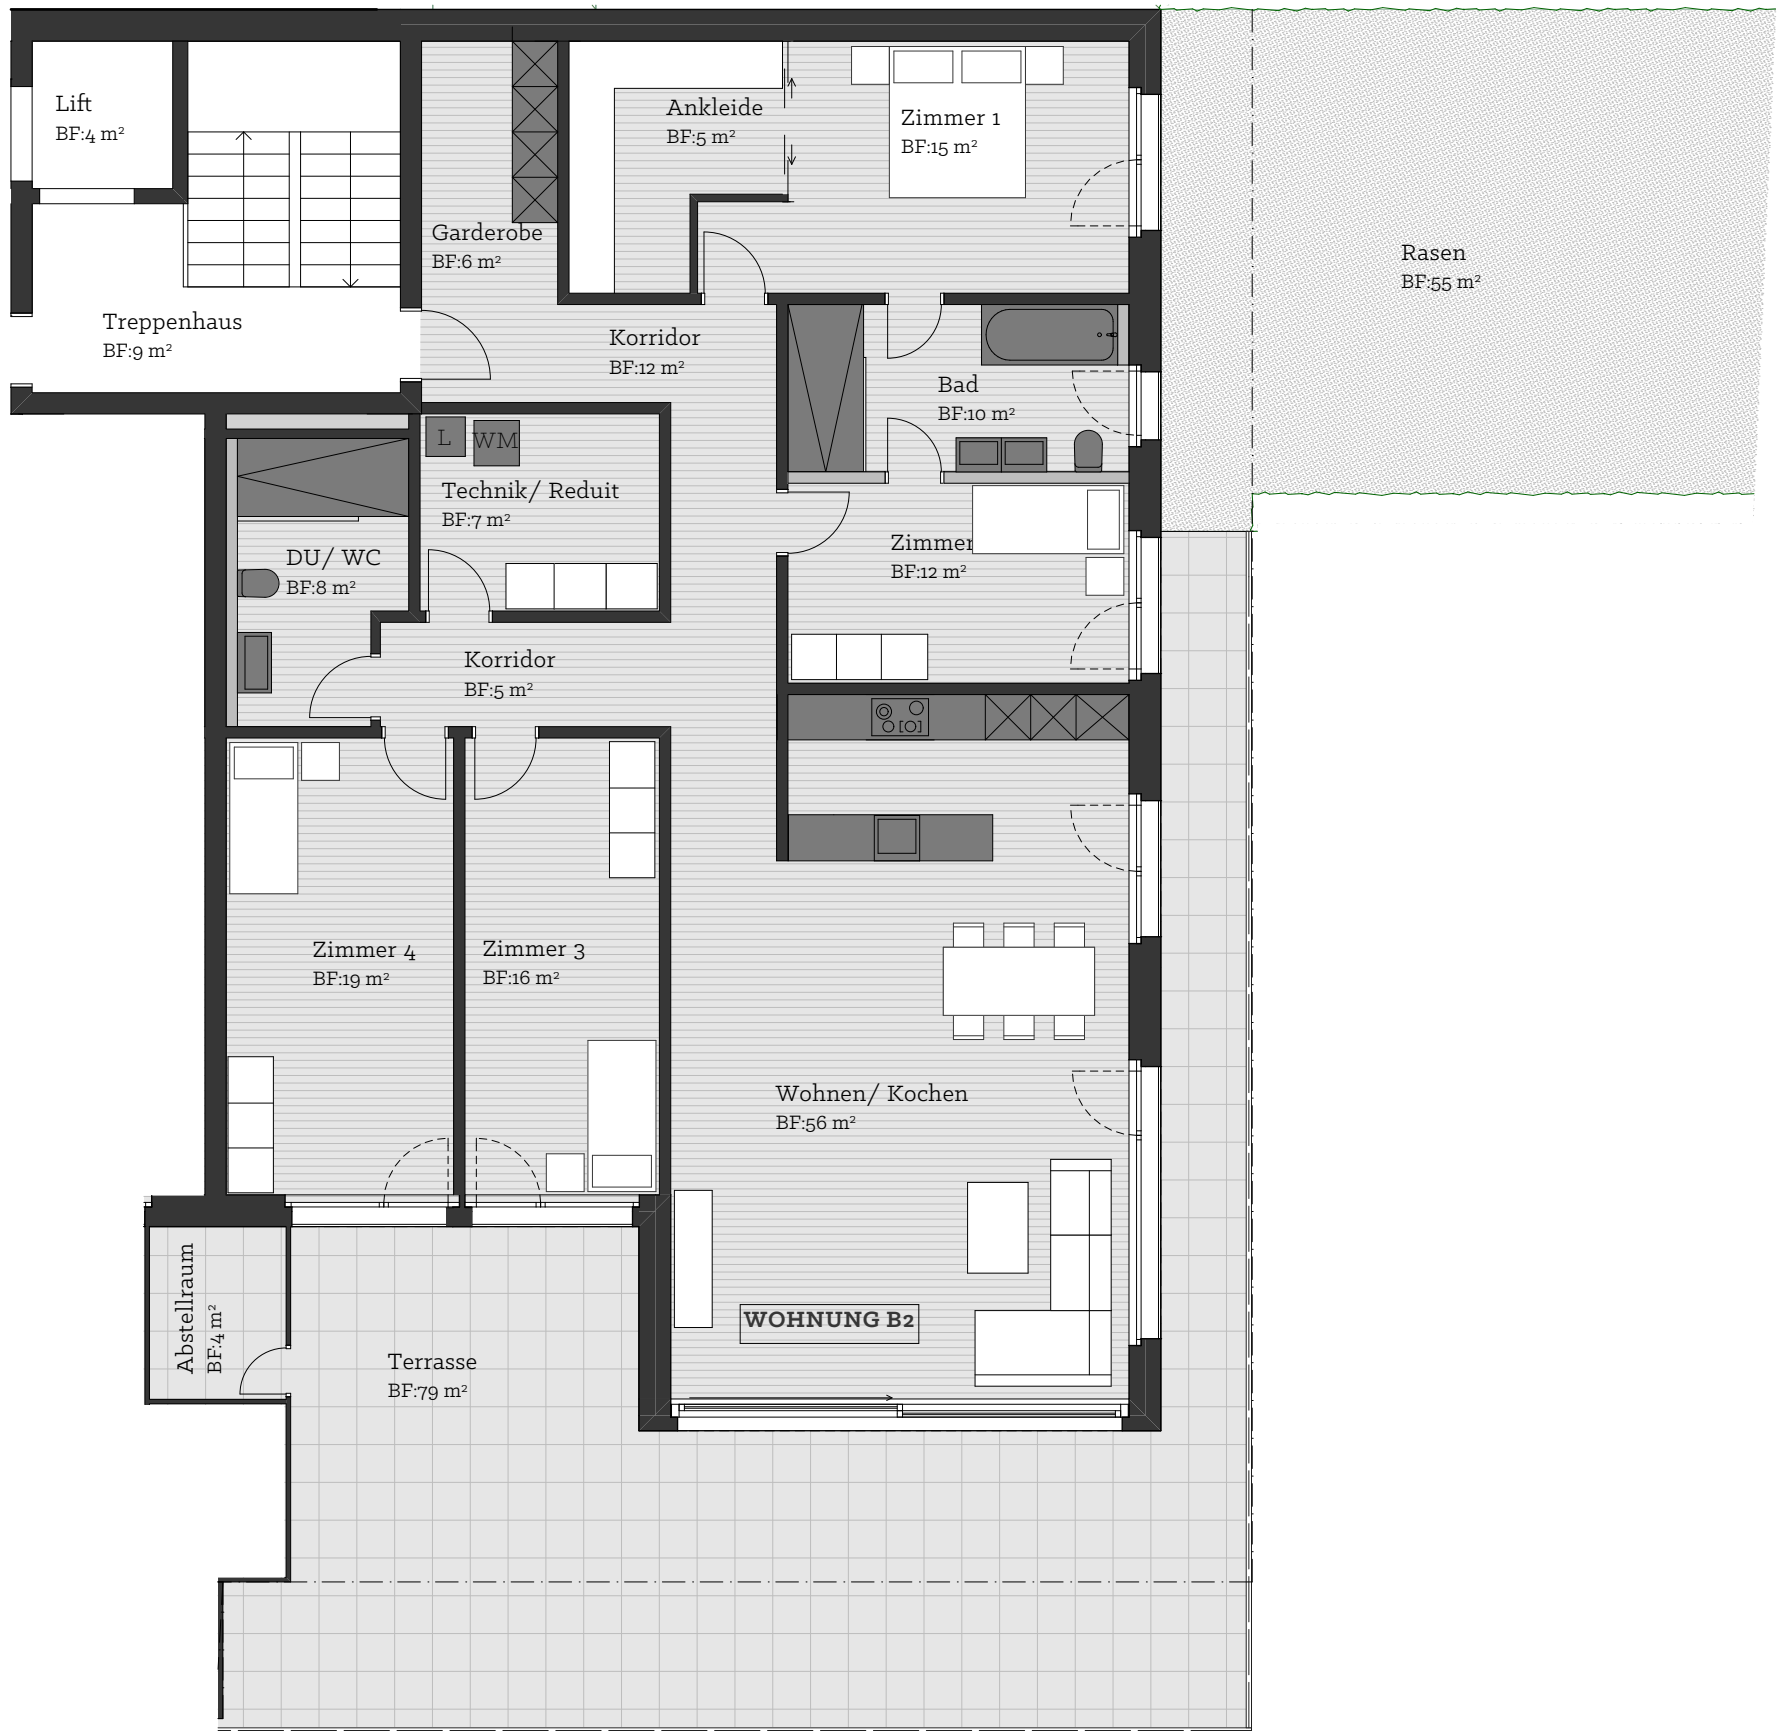 Lift
BF:4 m²
Ankleide
BF:5 m²
Zimmer 1
BF:15 m²
Garderobe
BF:6 m²
Rasen
BF:55 m²
Treppenhaus
BF:9 m²
Korridor
BF:12 m²
Bad
BF:10 m²
L
WM
Technik/ Reduit
BF:7 m²
DU/ WC
BF:8 m²
Zimmer
BF:12 m²
Korridor
BF:5 m²
Zimmer 4
BF:19 m²
Zimmer 3
BF:16 m²
Wohnen/ Kochen
BF:56 m²
Abstellraum
BF:4 m²
WOHNUNG B2
Terrasse
BF:79 m²